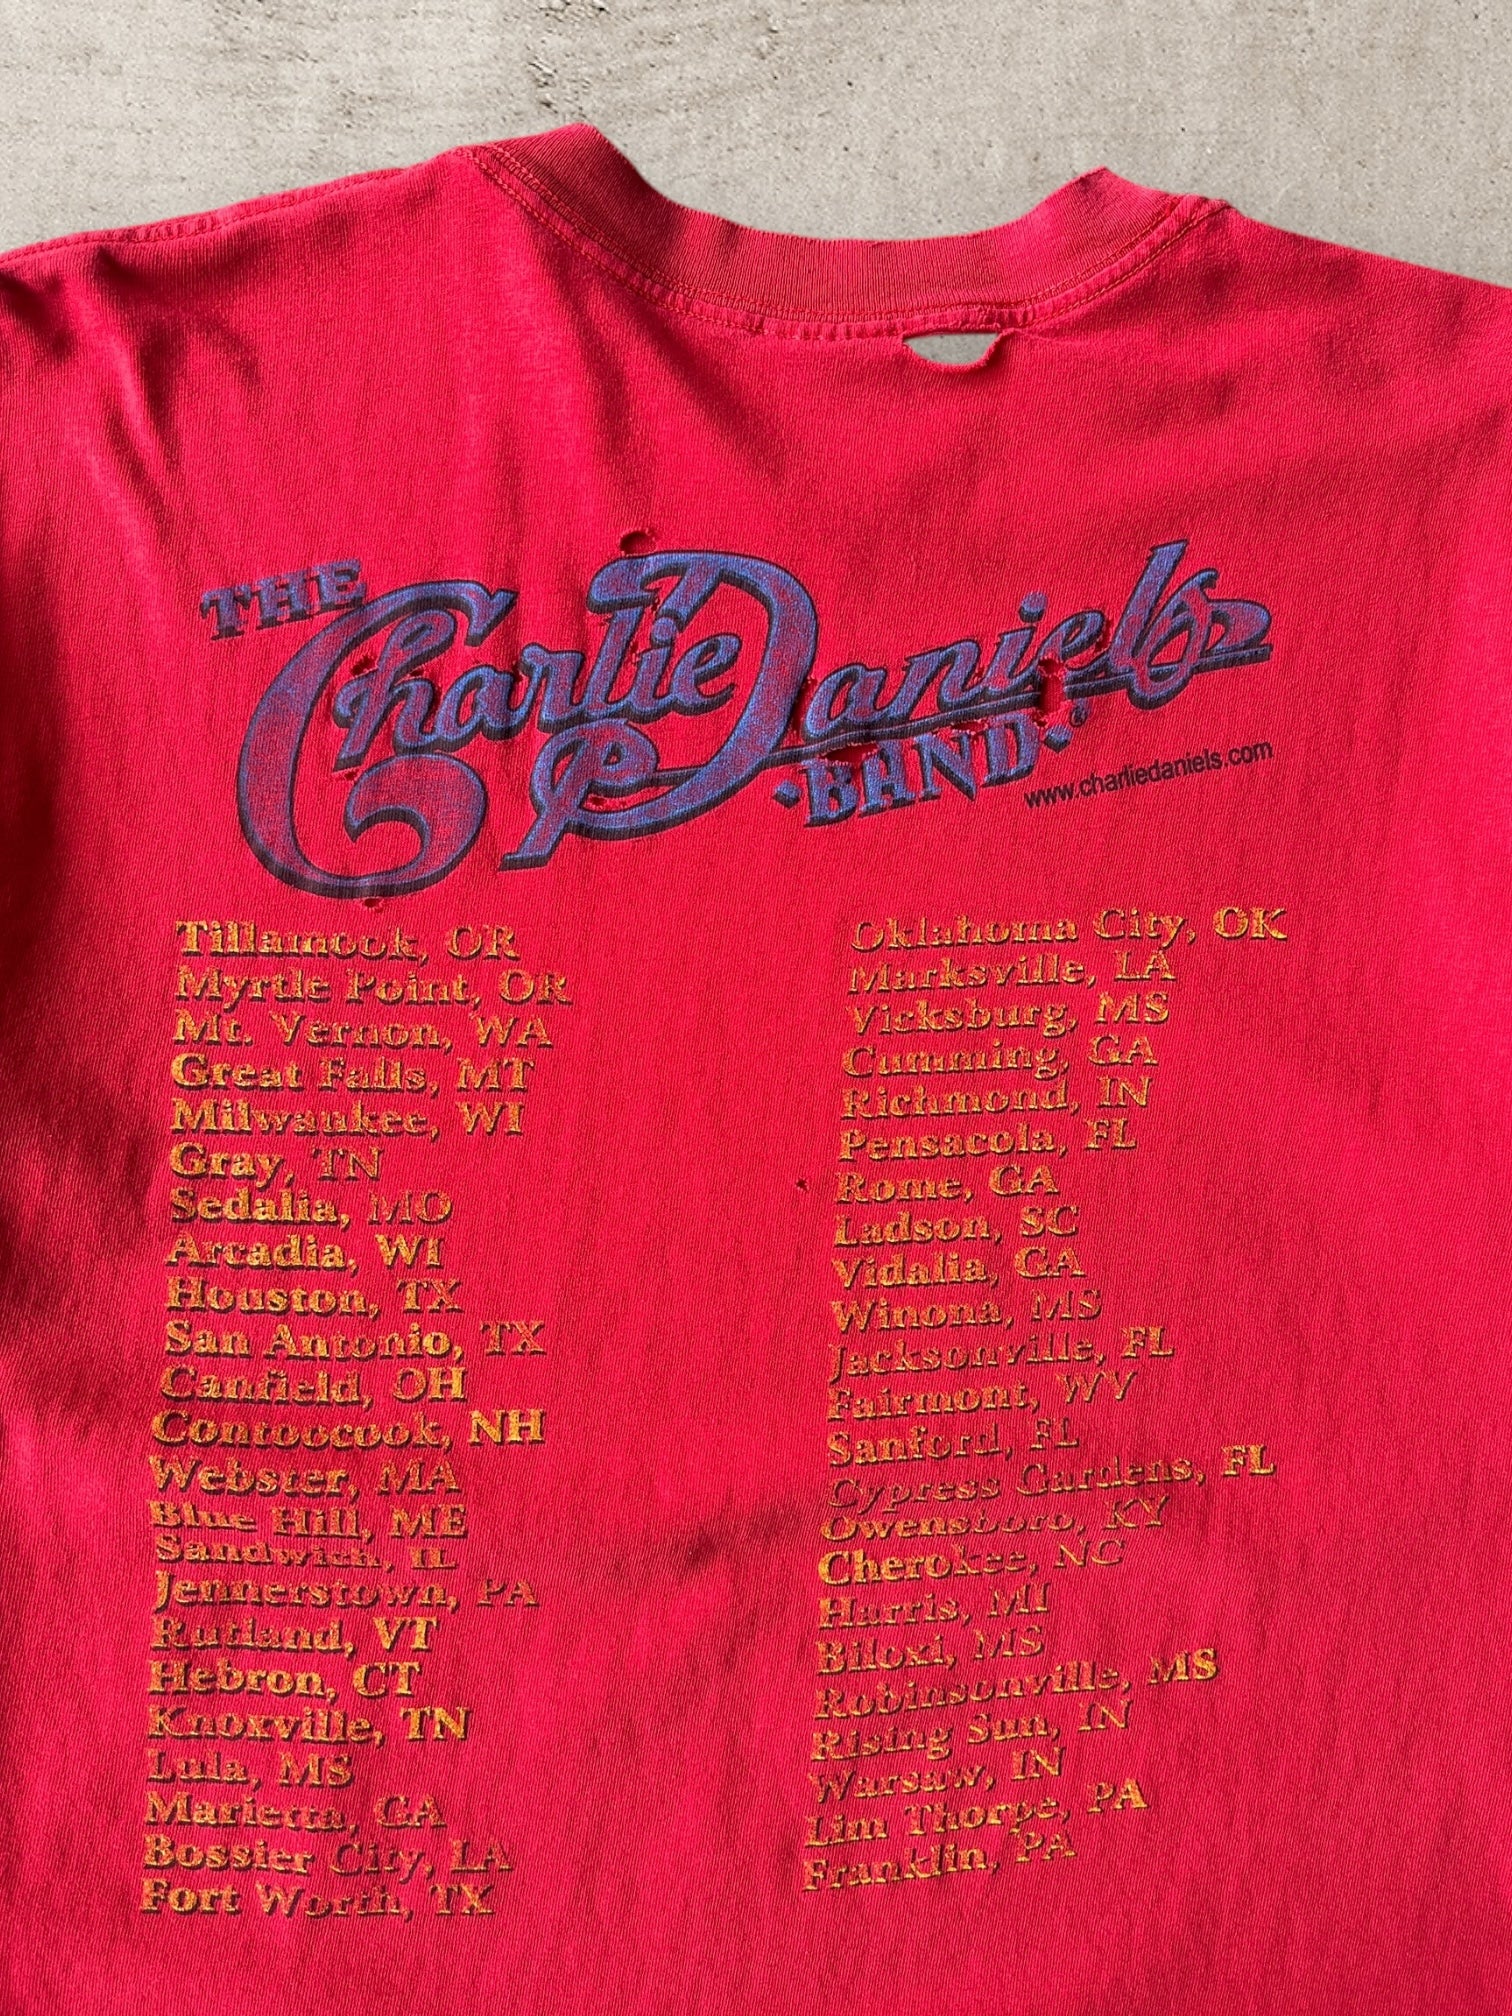 THE
Charlie Daniels
BAND ®
www.charliedaniels.com
Tillamook, OR
Myrtle Point, OR
Mt. Vernon, WA
Great Falls, MT
Milwaukee, WI
Gray, TN
Sedalia, MO
Arcadia, WI
Houston, TX
San Antonio, TX
Canfield, OH
Contoocook, NH
Webster, MA
Blue Hill, ME
Sandwich, IL
Jennerstown, PA
Rutland, VT
Hebron, CT
Knoxville, TN
Lula, MS
Marietta, GA
Bossier City, LA
Fort Worth, TX
Oklahoma City, OK
Marksville, LA
Vicksburg, MS
Cumming, GA
Richmond, IN
Pensacola, FL
Rome, GA
Ladson, SC
Vidalia, GA
Winona, MS
Jacksonville, FL
Fairmont, WV
Sanford, FL
Cypress Gardens, FL
Owensboro, KY
Cherokee, NC
Harris, MI
Biloxi, MS
Robinsonville, MS
Rising Sun, IN
Warsaw, IN
Lim Thorpe, PA
Franklin, PA